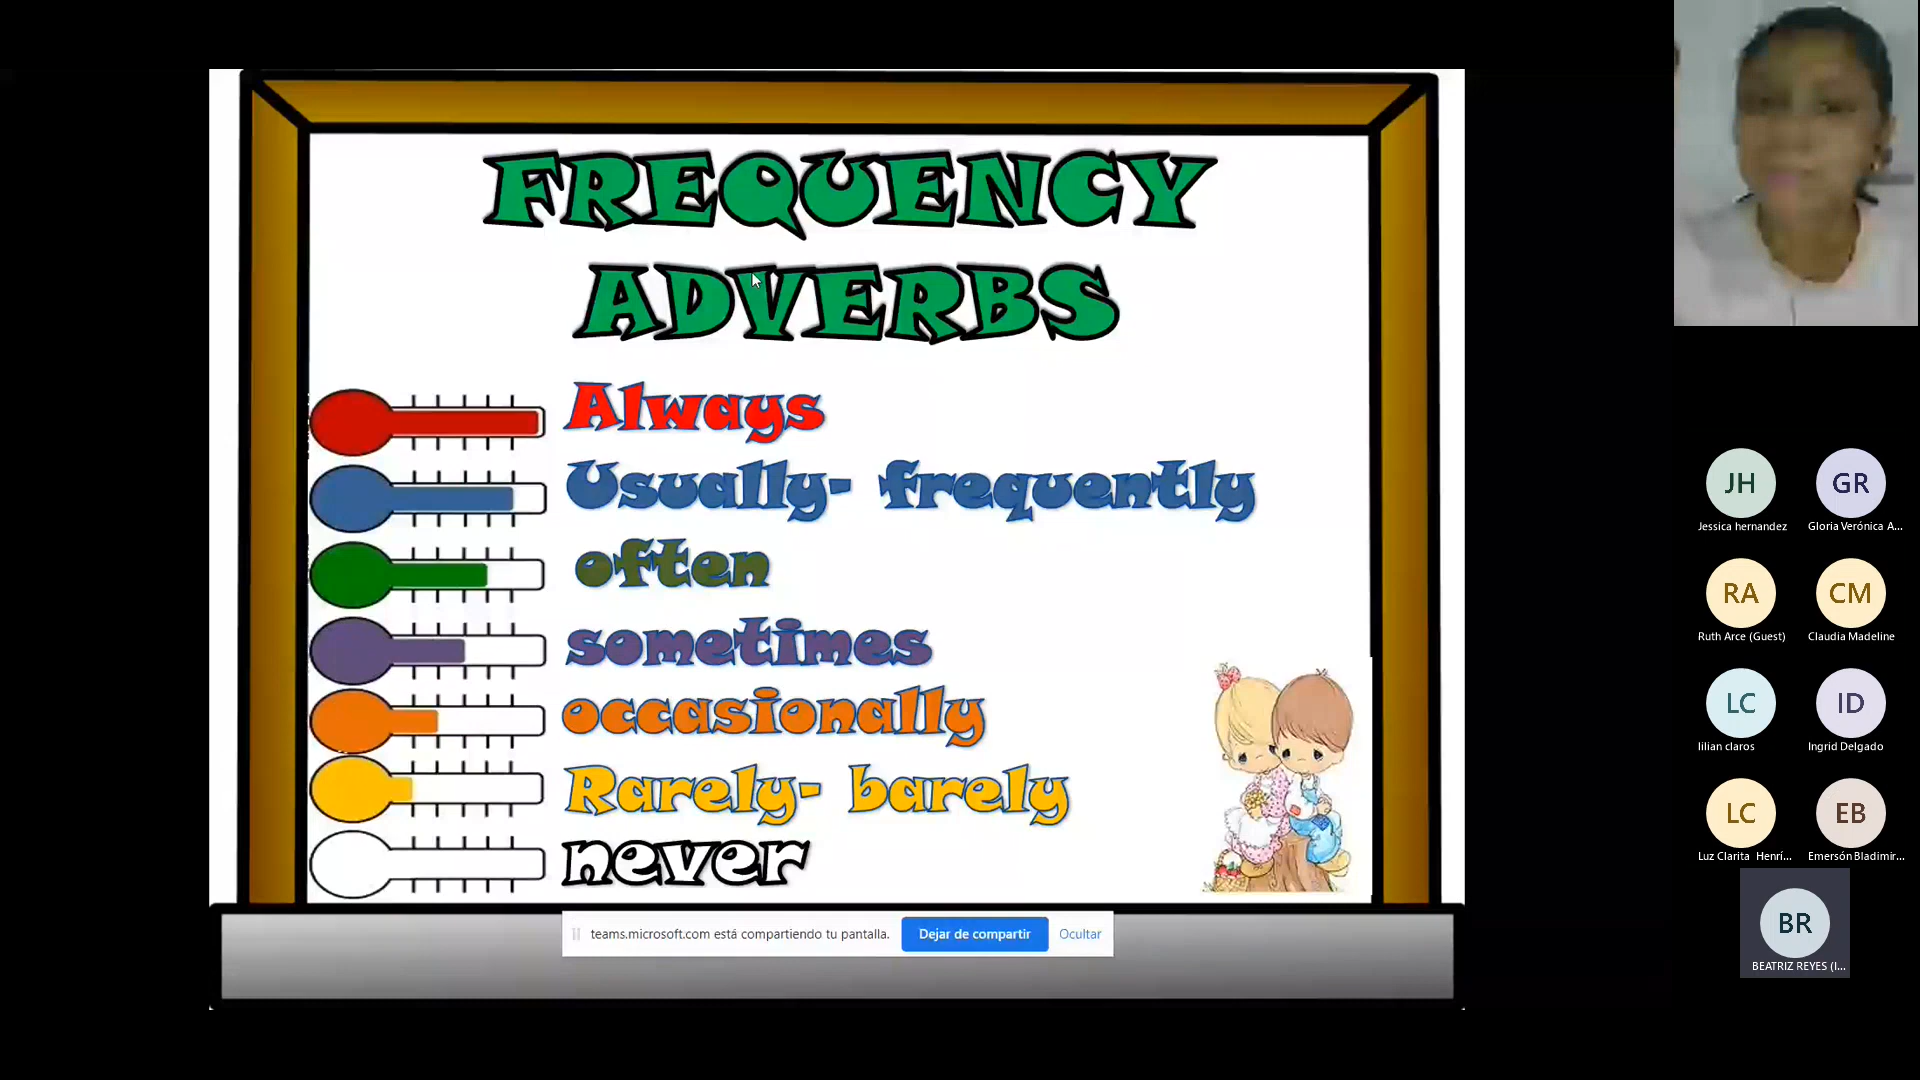 FREQUENCY
ADVERBS
Always
Usually- frequently
often
sometimes
occasionally
Rarely- barely
never
teams.microsoft.com está compartiendo tu pantalla.
Dejar de compartir
Ocultar
JH
GR
Jessica hernandez
Gloria Verónica A...
RA
CM
Ruth Arce (Guest)
Claudia Madeline
LC
ID
lilian claros
Ingrid Delgado
LC
EB
Luz Clarita Henrí...
Emersón Bladimir...
BR
BEATRIZ REYES (I...